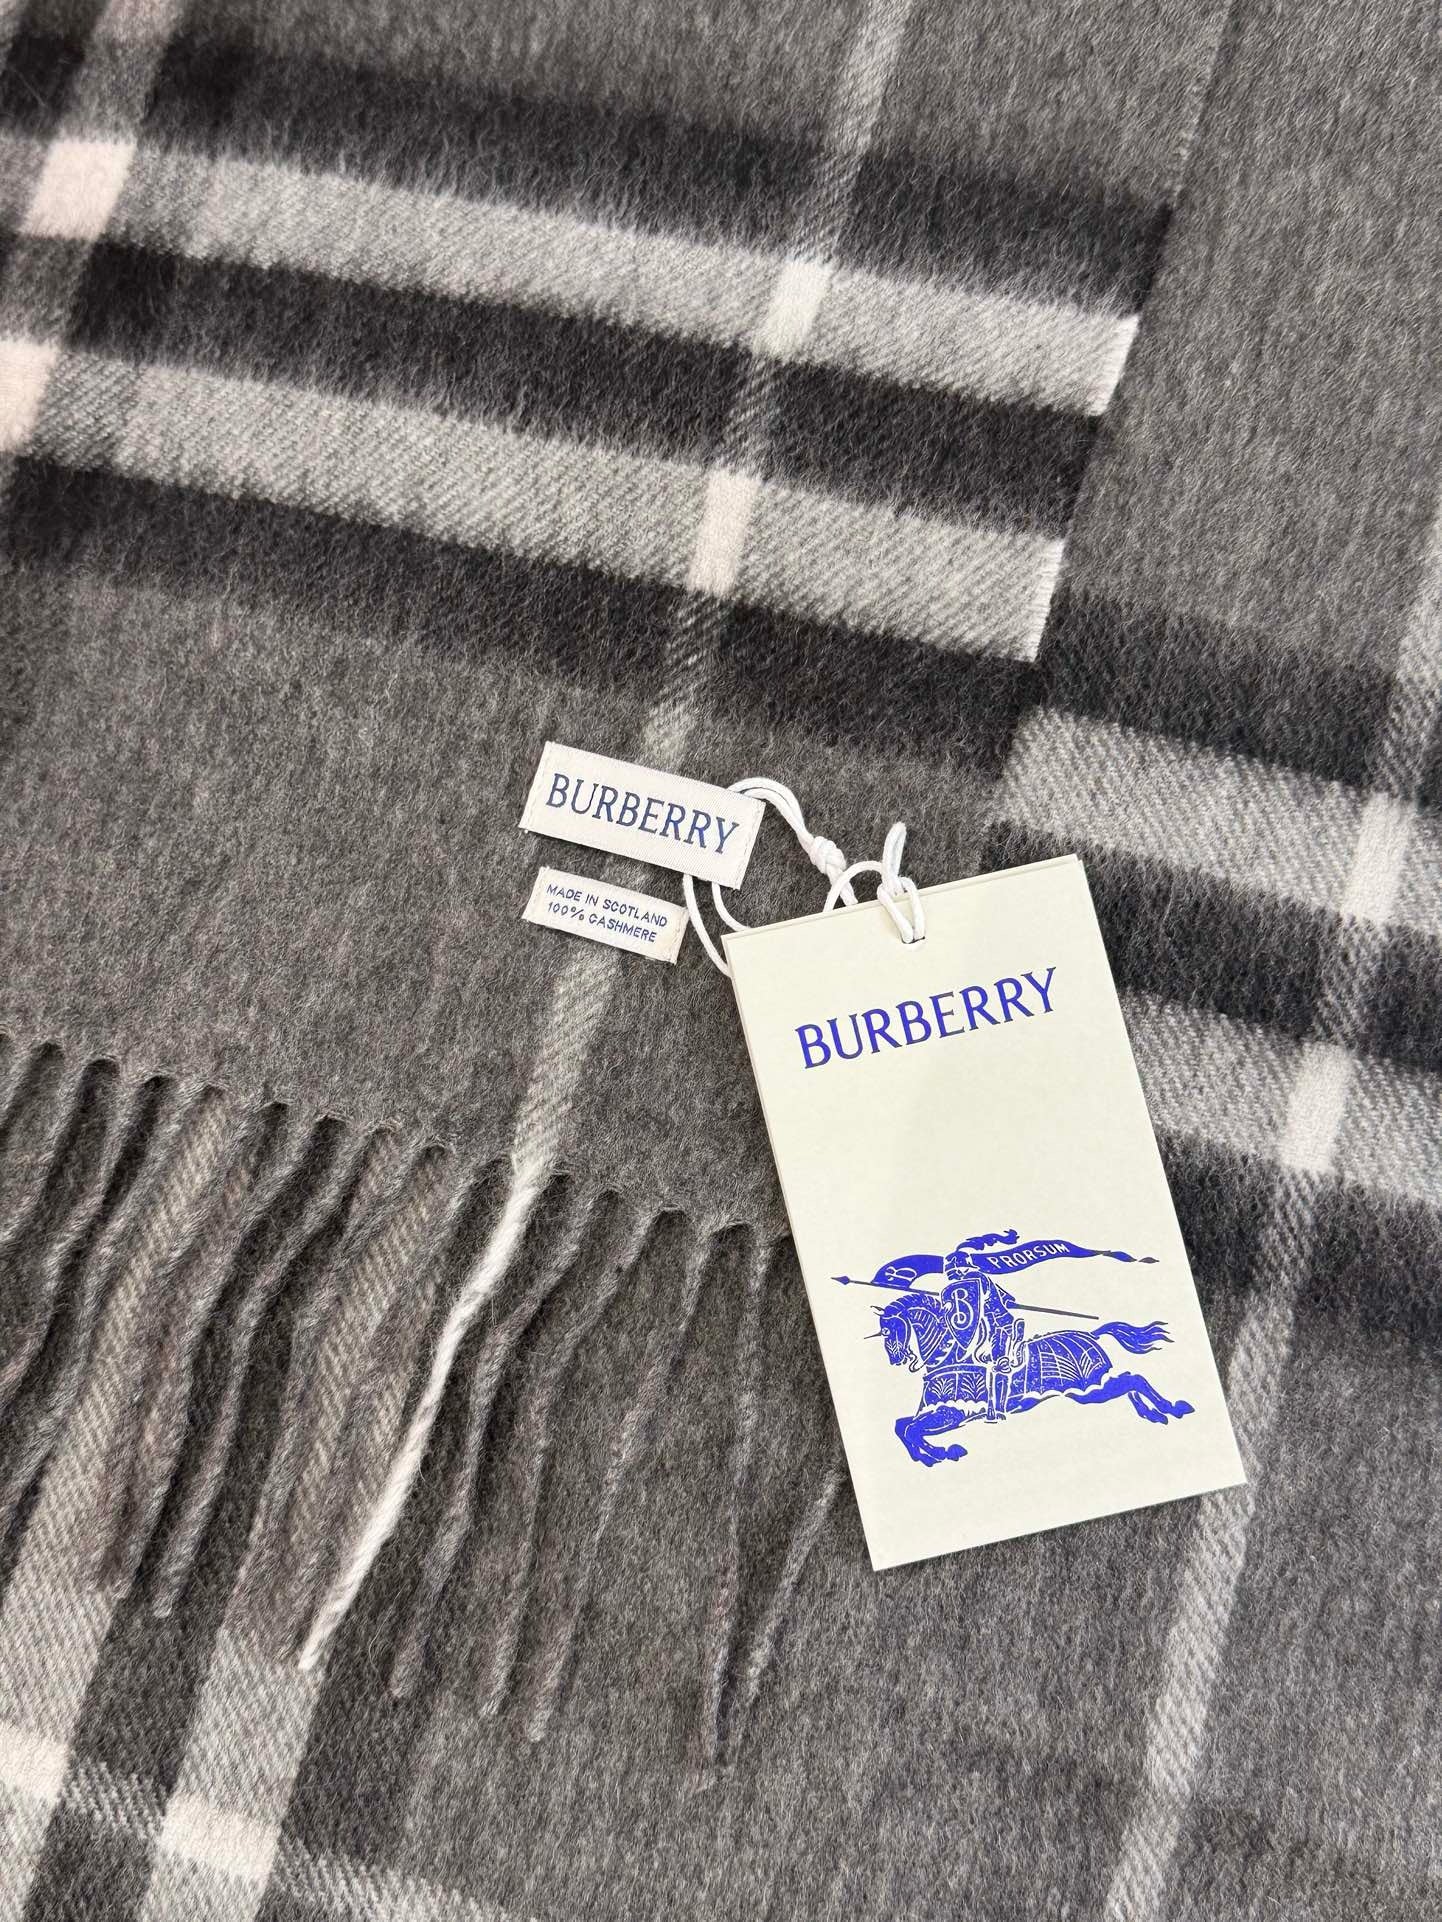 BURBERRY
MADE IN SCOTLAND
100% CASHMERE
BURBERRY
B PRORSUM
B